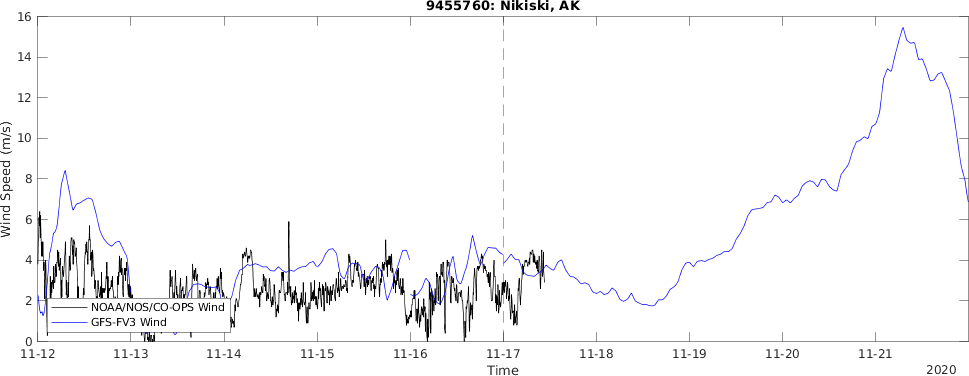 9455760: Nikiski, AK
16
14
12
10
8
6
4
2
0
Wind Speed (m/s)
NOAA/NOS/CO-OPS Wind
GFS-FV3 Wind
11-12 11-13 11-14 11-15 11-16 11-17 11-18 11-19 11-20 11-21
Time
2020